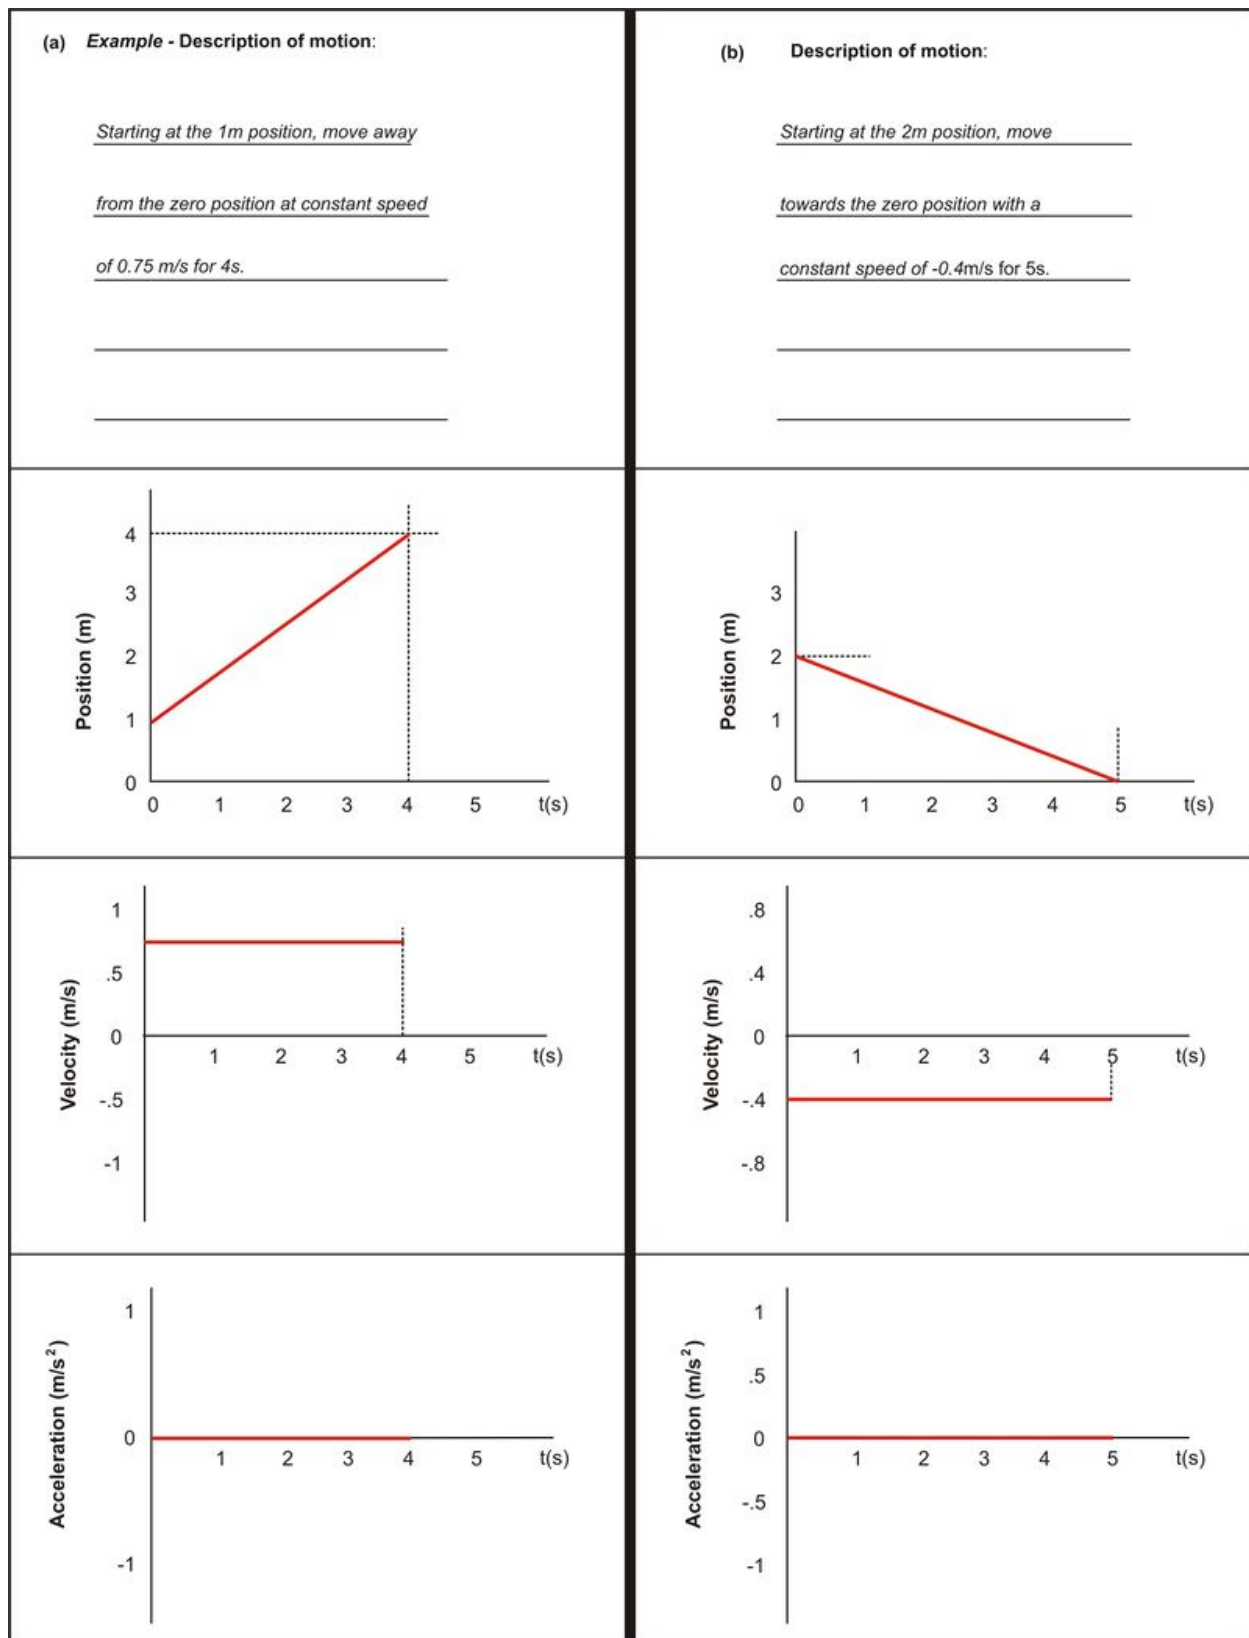 (a) Example - Description of motion:
Starting at the 1m position, move away
from the zero position at constant speed
of 0.75 m/s for 4s.
(b) Description of motion:
Starting at the 2m position, move
towards the zero position with a
constant speed of -0.4m/s for 5s.
Position (m)
4
3
2
1
0
0 1 2 3 4 5 t(s)
Position (m)
3
2
1
0
0 1 2 3 4 5 t(s)
Velocity (m/s)
1
.5
0
-.5
-1
1 2 3 4 5 t(s)
Velocity (m/s)
.8
.4
0
-.4
-.8
1 2 3 4 5 t(s)
Acceleration (m/s²)
1
0
-1
1 2 3 4 5 t(s)
Acceleration (m/s²)
1
.5
0
-.5
-1
1 2 3 4 5 t(s)